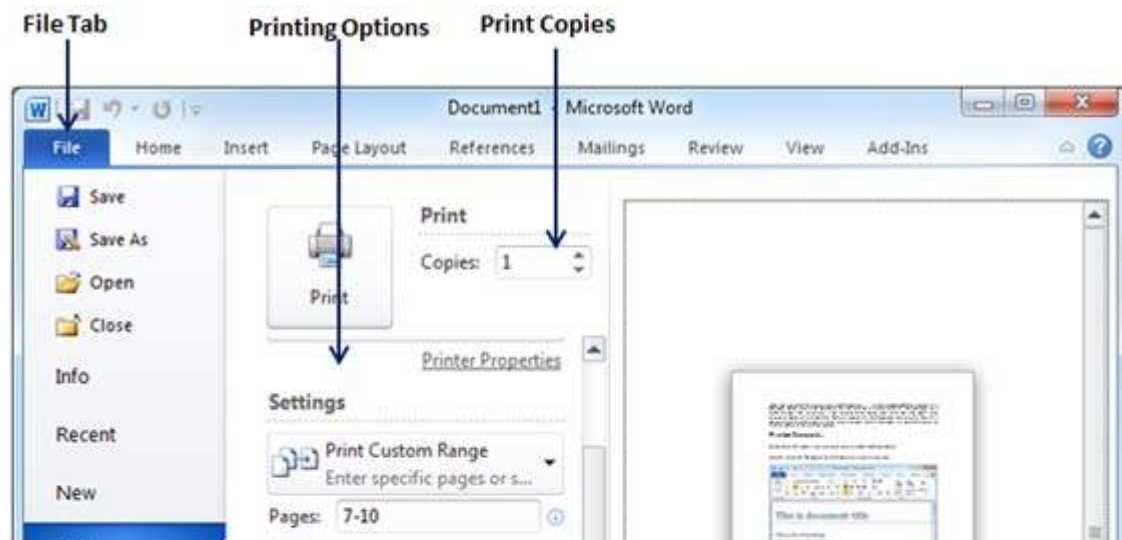 File Tab
Printing Options
Print Copies
Document1 - Microsoft Word
File Home Insert Page Layout References Mailings Review View Add-Ins
Save
Save As
Open
Close
Info
Recent
New
Print
Print
Copies: 1
Printer Properties
Settings
Print Custom Range
Enter specific pages or s...
Pages: 7-10
This is document title